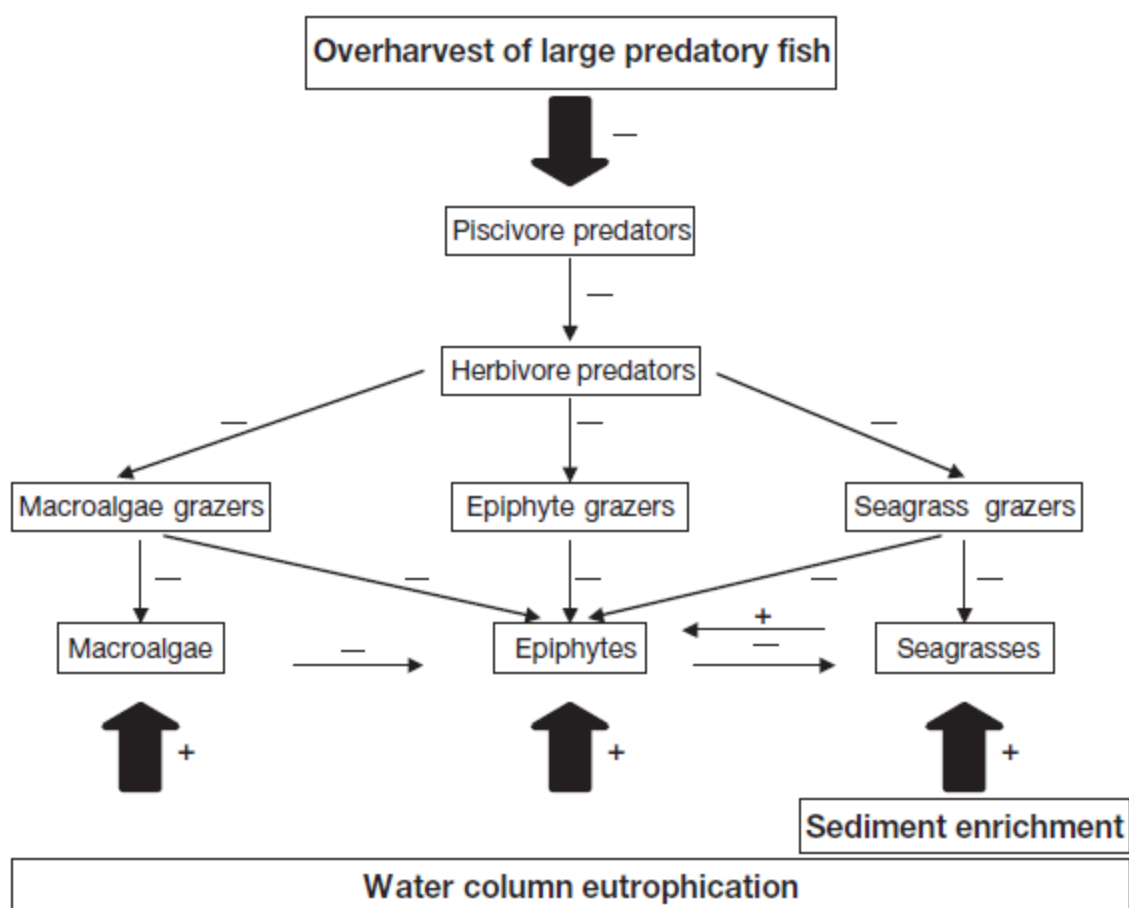 Overharvest of large predatory fish
—
Piscivore predators
—
Herbivore predators
— — —
Macroalgae grazers Epiphyte grazers Seagrass grazers
— — — — —
+
Macroalgae — Epiphytes — Seagrasses
+ + +
Sediment enrichment
Water column eutrophication